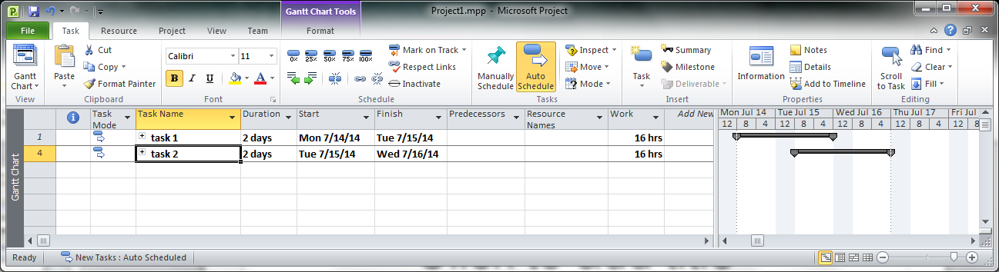 Gantt Chart Tools
Project1.mpp - Microsoft Project
File Task Resource Project View Team Format
Gantt Chart
View
Paste
Cut
Copy
Format Painter
Clipboard
Calibri 11
B I U A
Font
0% 25% 50% 75% 100%
Mark on Track
Respect Links
Inactivate
Schedule
Manually Schedule
Auto Schedule
Inspect
Move
Mode
Tasks
Task
Summary
Milestone
Deliverable
Insert
Information
Notes
Details
Add to Timeline
Properties
Scroll to Task
Find
Clear
Fill
Editing
Task Mode Task Name Duration Start Finish Predecessors Resource Names Work Add New
Mon Jul 14 Tue Jul 15 Wed Jul 16 Thu Jul 17 Fri Jul
12 8 4 12 8 4 12 8 4 12 8 4 12 8
1 task 1 2 days Mon 7/14/14 Tue 7/15/14 16 hrs
4 task 2 2 days Tue 7/15/14 Wed 7/16/14 16 hrs
Gantt Chart
Ready New Tasks : Auto Scheduled